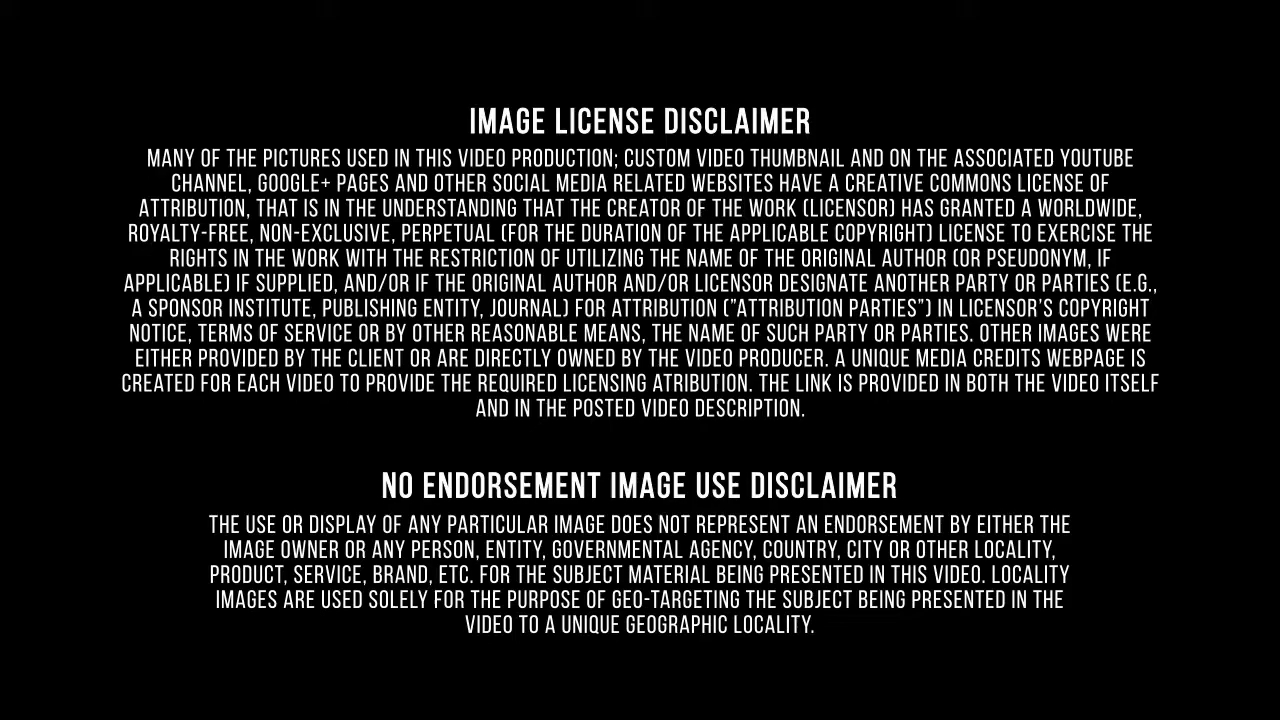 IMAGE LICENSE DISCLAIMER
MANY OF THE PICTURES USED IN THIS VIDEO PRODUCTION; CUSTOM VIDEO THUMBNAIL AND ON THE ASSOCIATED YOUTUBE
CHANNEL, GOOGLE+ PAGES AND OTHER SOCIAL MEDIA RELATED WEBSITES HAVE A CREATIVE COMMONS LICENSE OF
ATTRIBUTION, THAT IS IN THE UNDERSTANDING THAT THE CREATOR OF THE WORK (LICENSOR) HAS GRANTED A WORLDWIDE,
ROYALTY-FREE, NON-EXCLUSIVE, PERPETUAL (FOR THE DURATION OF THE APPLICABLE COPYRIGHT) LICENSE TO EXERCISE THE
RIGHTS IN THE WORK WITH THE RESTRICTION OF UTILIZING THE NAME OF THE ORIGINAL AUTHOR (OR PSEUDONYM, IF
APPLICABLE) IF SUPPLIED, AND/OR IF THE ORIGINAL AUTHOR AND/OR LICENSOR DESIGNATE ANOTHER PARTY OR PARTIES (E.G.,
A SPONSOR INSTITUTE, PUBLISHING ENTITY, JOURNAL) FOR ATTRIBUTION ("ATTRIBUTION PARTIES") IN LICENSOR'S COPYRIGHT
NOTICE, TERMS OF SERVICE OR BY OTHER REASONABLE MEANS, THE NAME OF SUCH PARTY OR PARTIES. OTHER IMAGES WERE
EITHER PROVIDED BY THE CLIENT OR ARE DIRECTLY OWNED BY THE VIDEO PRODUCER. A UNIQUE MEDIA CREDITS WEBPAGE IS
CREATED FOR EACH VIDEO TO PROVIDE THE REQUIRED LICENSING ATRIBUTION. THE LINK IS PROVIDED IN BOTH THE VIDEO ITSELF
AND IN THE POSTED VIDEO DESCRIPTION.
NO ENDORSEMENT IMAGE USE DISCLAIMER
THE USE OR DISPLAY OF ANY PARTICULAR IMAGE DOES NOT REPRESENT AN ENDORSEMENT BY EITHER THE
IMAGE OWNER OR ANY PERSON, ENTITY, GOVERNMENTAL AGENCY, COUNTRY, CITY OR OTHER LOCALITY,
PRODUCT, SERVICE, BRAND, ETC. FOR THE SUBJECT MATERIAL BEING PRESENTED IN THIS VIDEO. LOCALITY
IMAGES ARE USED SOLELY FOR THE PURPOSE OF GEO-TARGETING THE SUBJECT BEING PRESENTED IN THE
VIDEO TO A UNIQUE GEOGRAPHIC LOCALITY.